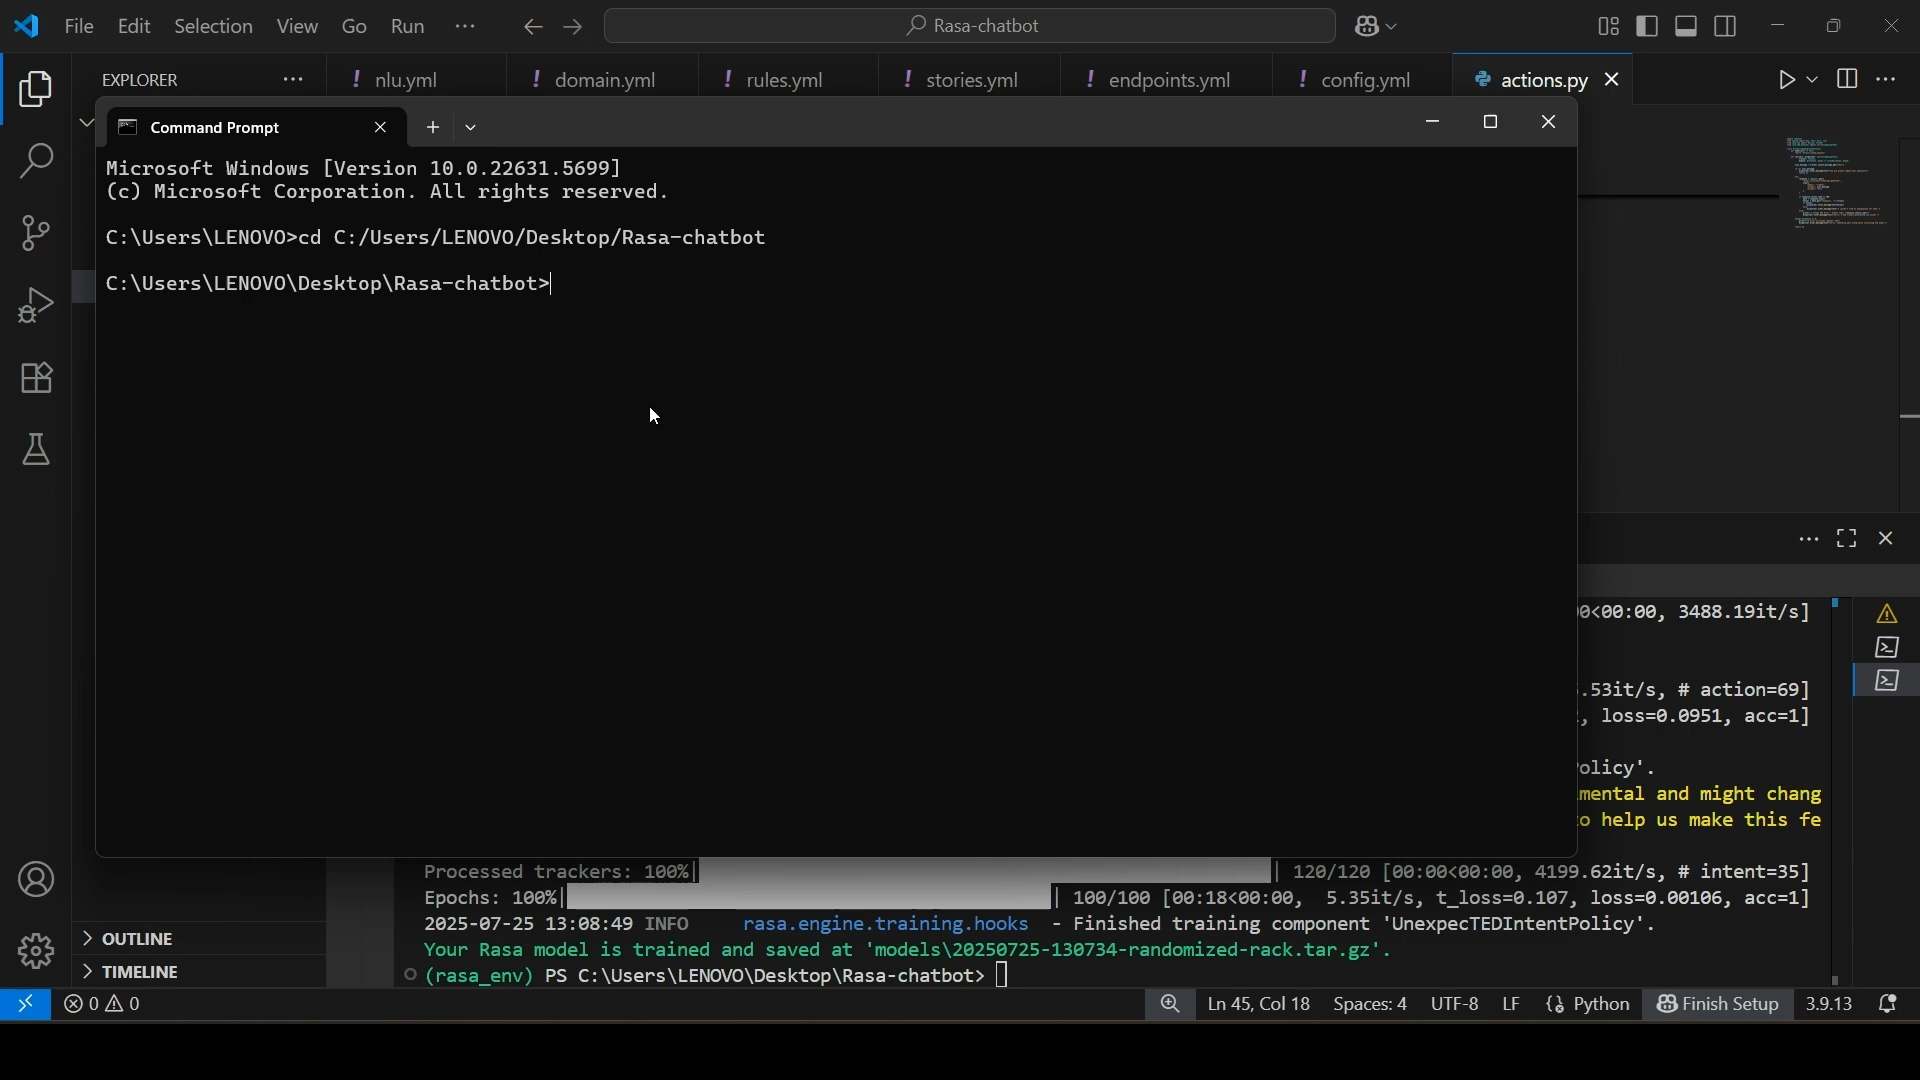 File Edit Selection View Go Run
Rasa-chatbot
EXPLORER
nlu.yml
domain.yml
rules.yml
stories.yml
endpoints.yml
config.yml
actions.py
Command Prompt
Microsoft Windows [Version 10.0.22631.5699]
(c) Microsoft Corporation. All rights reserved.
C:\Users\LENOVO>cd C:/Users/LENOVO/Desktop/Rasa-chatbot
C:\Users\LENOVO\Desktop\Rasa-chatbot>
<00:00, 3488.19it/s]
.53it/s, # action=69]
, loss=0.0951, acc=1]
olicy'.
mental and might chang
o help us make this fe
Processed trackers: 100%| | 120/120 [00:00<00:00, 4199.62it/s, # intent=35]
Epochs: 100%| | 100/100 [00:18<00:00, 5.35it/s, t_loss=0.107, loss=0.00106, acc=1]
2025-07-25 13:08:49 INFO rasa.engine.training.hooks - Finished training component 'UnexpecTEDIntentPolicy'.
Your Rasa model is trained and saved at 'models\20250725-130734-randomized-rack.tar.gz'.
(rasa_env) PS C:\Users\LENOVO\Desktop\Rasa-chatbot>
OUTLINE
TIMELINE
0 0
Ln 45, Col 18 Spaces: 4 UTF-8 LF Python Finish Setup 3.9.13